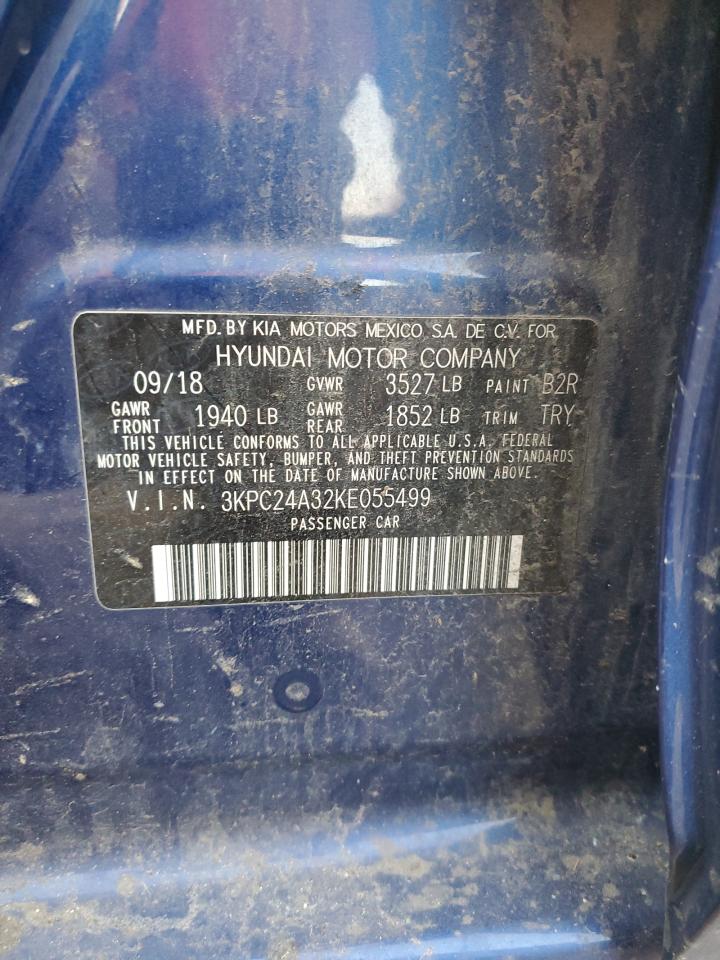 MFD. BY KIA MOTORS MEXICO S.A. DE C.V. FOR
HYUNDAI MOTOR COMPANY
09/18 GVWR 3527 LB PAINT B2R
GAWR FRONT 1940 LB GAWR REAR 1852 LB TRIM TRY
THIS VEHICLE CONFORMS TO ALL APPLICABLE U.S.A. FEDERAL
MOTOR VEHICLE SAFETY, BUMPER, AND THEFT PREVENTION STANDARDS
IN EFFECT ON THE DATE OF MANUFACTURE SHOWN ABOVE.
V.I.N. 3KPC24A32KE055499
PASSENGER CAR